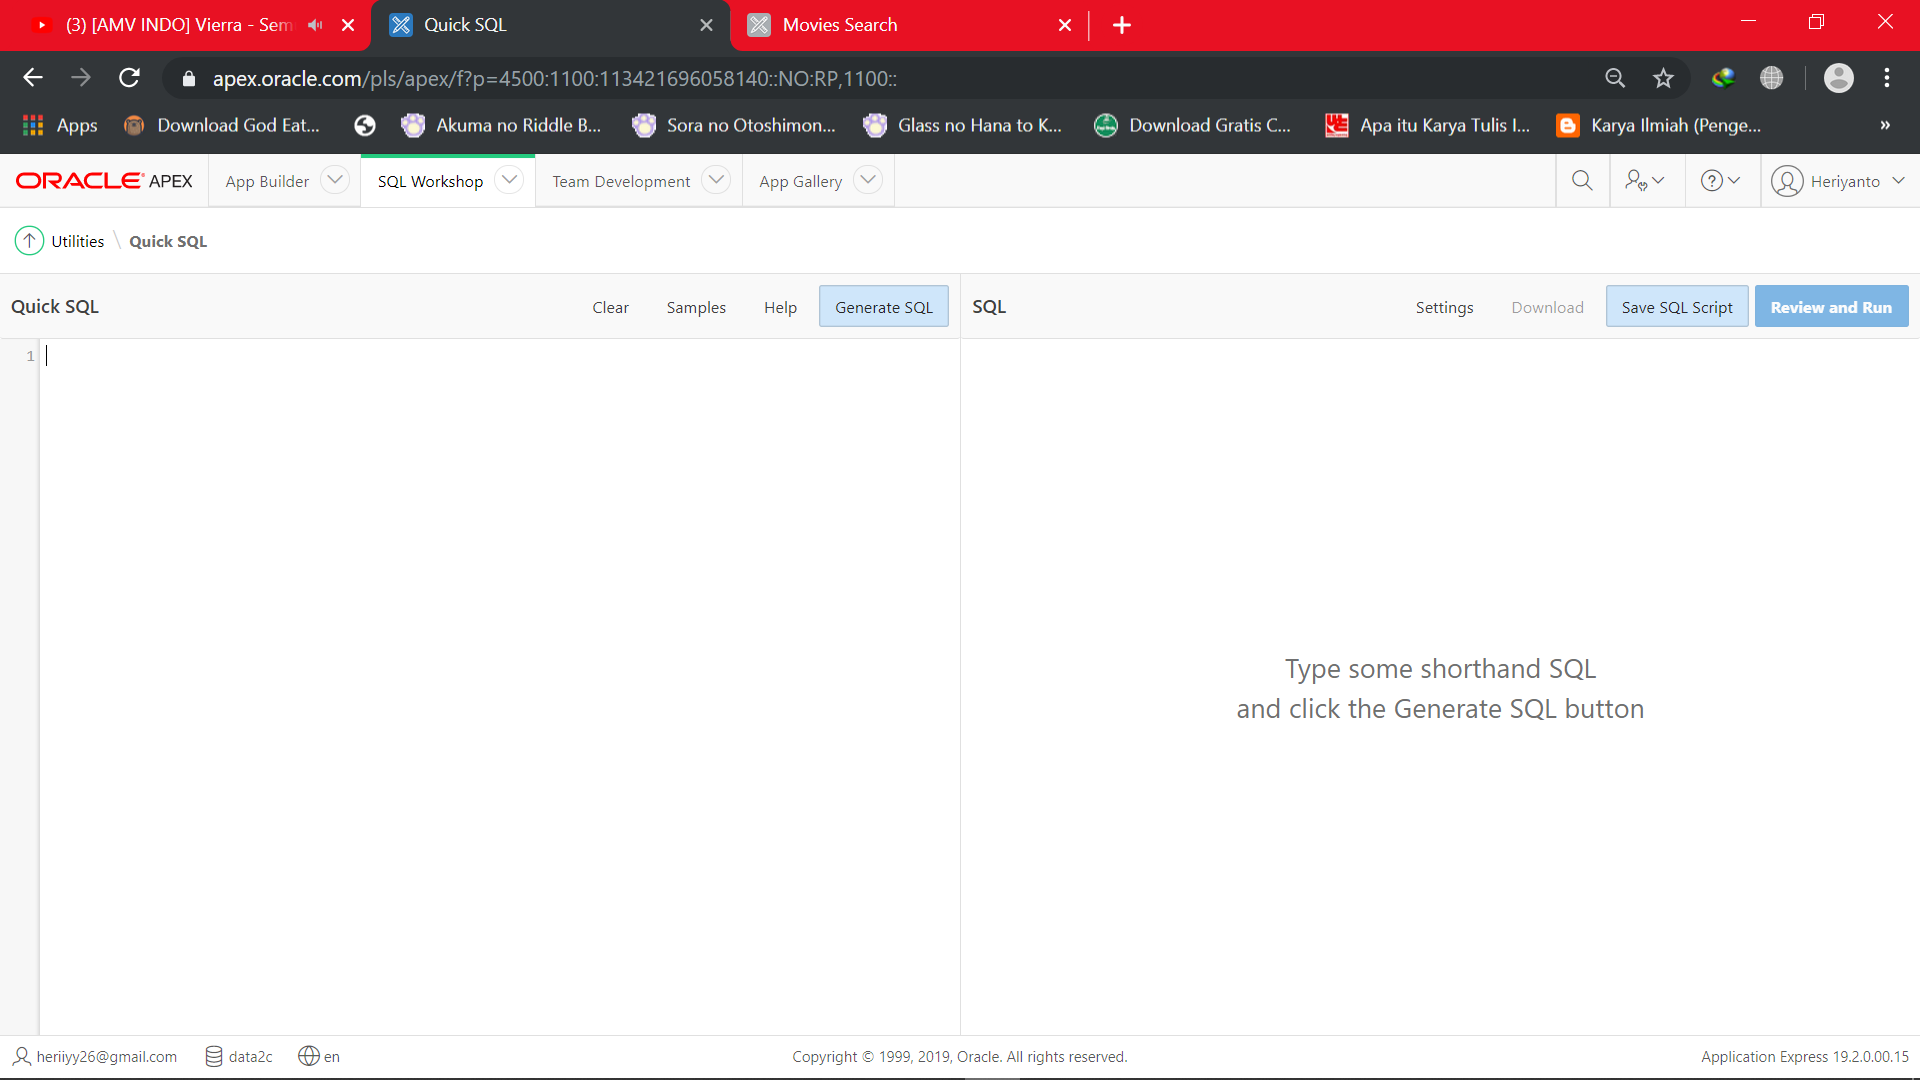 (3) [AMV INDO] Vierra - Sem
Quick SQL
Movies Search
apex.oracle.com/pls/apex/f?p=4500:1100:113421696058140::NO:RP,1100::
Apps
Download God Eat...
Akuma no Riddle B...
Sora no Otoshimon...
Glass no Hana to K...
Download Gratis C...
Apa itu Karya Tulis I...
Karya Ilmiah (Penge...
»
ORACLE APEX
App Builder
SQL Workshop
Team Development
App Gallery
Heriyanto
Utilities \ Quick SQL
Quick SQL
Clear
Samples
Help
Generate SQL
SQL
Settings
Download
Save SQL Script
Review and Run
1
Type some shorthand SQL
and click the Generate SQL button
heriiyy26@gmail.com
data2c
en
Copyright © 1999, 2019, Oracle. All rights reserved.
Application Express 19.2.0.00.15